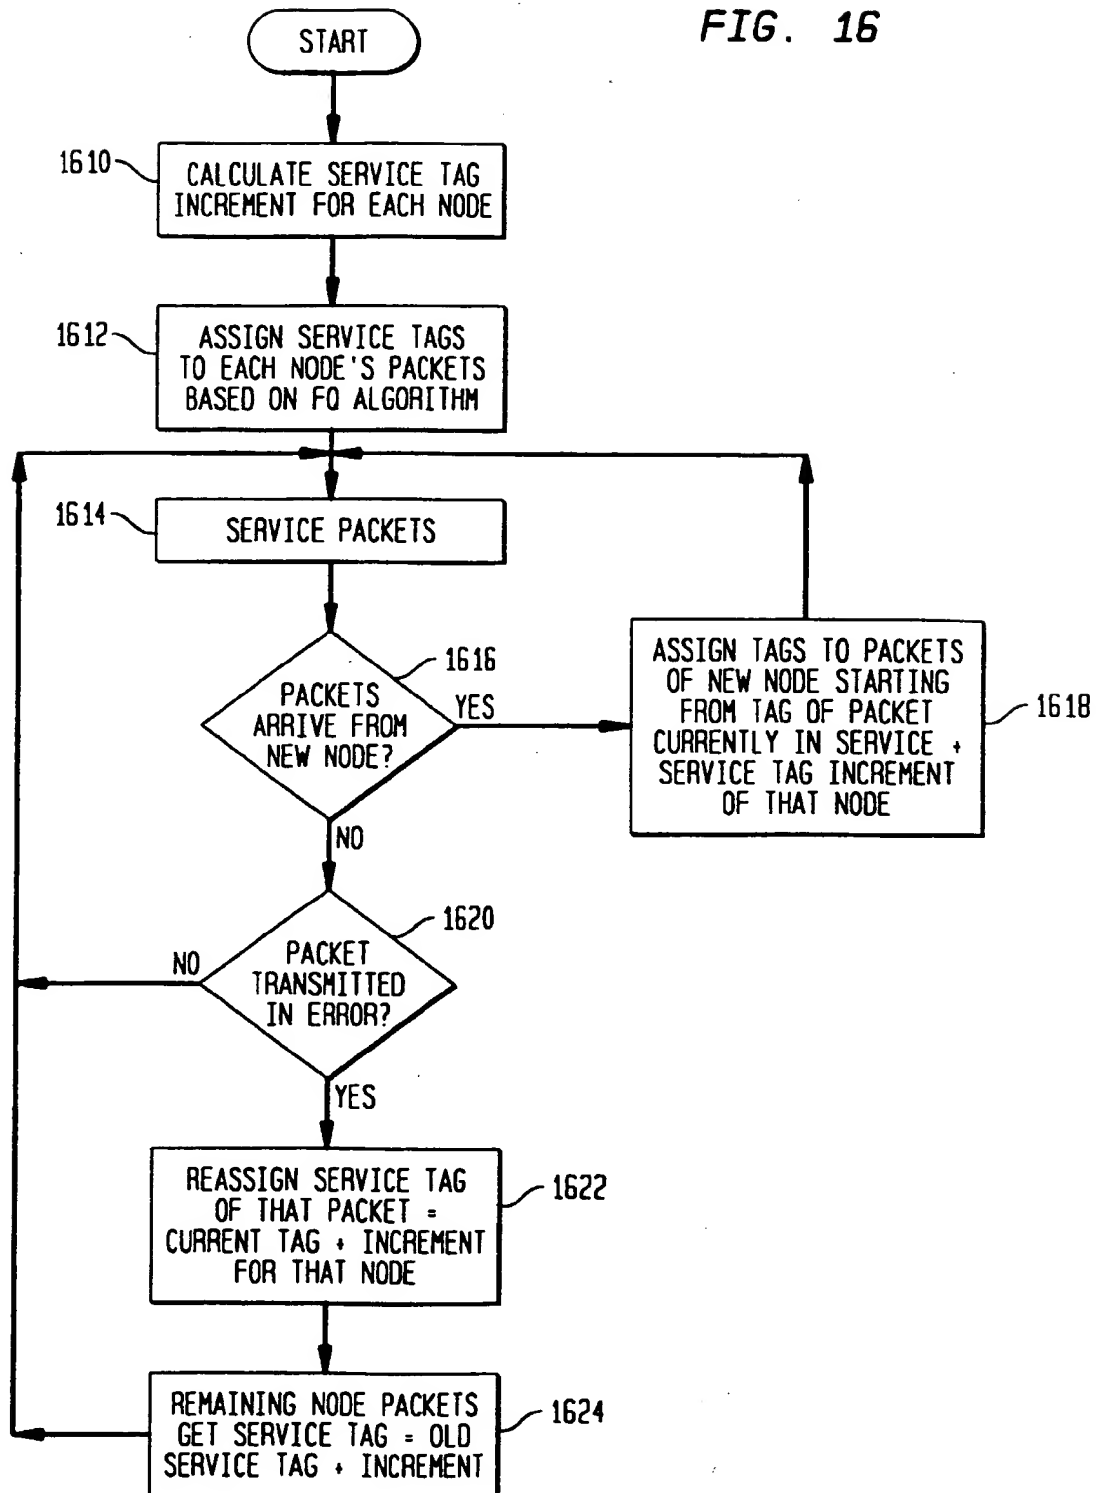 FIG. 16
START
1610
CALCULATE SERVICE TAG
INCREMENT FOR EACH NODE
1612
ASSIGN SERVICE TAGS
TO EACH NODE'S PACKETS
BASED ON FQ ALGORITHM
1614
SERVICE PACKETS
1616
PACKETS
ARRIVE FROM
NEW NODE?
YES
NO
ASSIGN TAGS TO PACKETS
OF NEW NODE STARTING
FROM TAG OF PACKET
CURRENTLY IN SERVICE +
SERVICE TAG INCREMENT
OF THAT NODE
1618
1620
PACKET
TRANSMITTED
IN ERROR?
NO
YES
REASSIGN SERVICE TAG
OF THAT PACKET =
CURRENT TAG + INCREMENT
FOR THAT NODE
1622
REMAINING NODE PACKETS
GET SERVICE TAG = OLD
SERVICE TAG + INCREMENT
1624